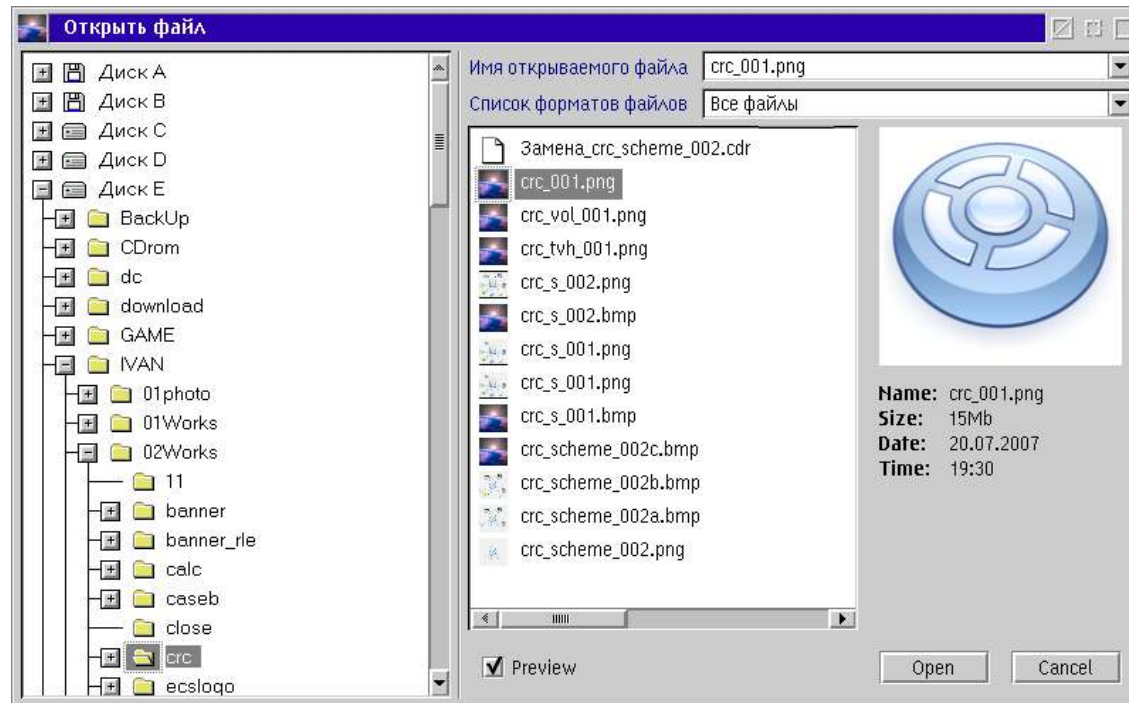 Открыть файл
Диск A
Диск B
Диск C
Диск D
Диск E
BackUp
CDrom
dc
download
GAME
IVAN
01photo
01Works
02Works
11
banner
banner_rle
calc
caseb
close
crc
ecslogo
Имя открываемого файла crc_001.png
Список форматов файлов Все файлы
Замена_crc_scheme_002.cdr
crc_001.png
crc_vol_001.png
crc_tvh_001.png
crc_s_002.png
crc_s_002.bmp
crc_s_001.png
crc_s_001.png
crc_s_001.bmp
crc_scheme_002c.bmp
crc_scheme_002b.bmp
crc_scheme_002a.bmp
crc_scheme_002.png
Name: crc_001.png
Size: 15Mb
Date: 20.07.2007
Time: 19:30
Preview
Open Cancel